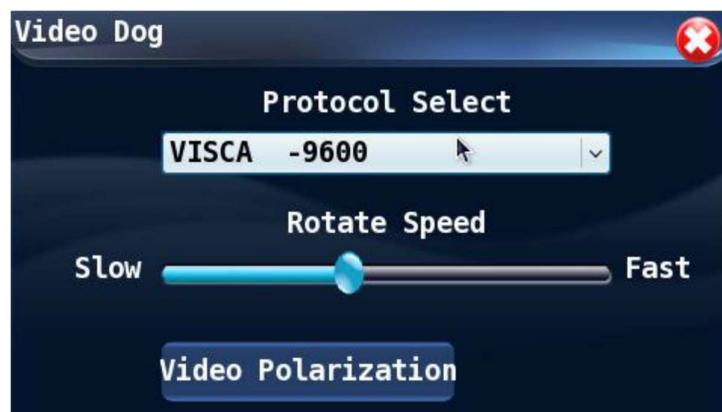 Video Dog
Protocol Select
VISCA  -9600
Rotate Speed
Slow
Fast
Video Polarization